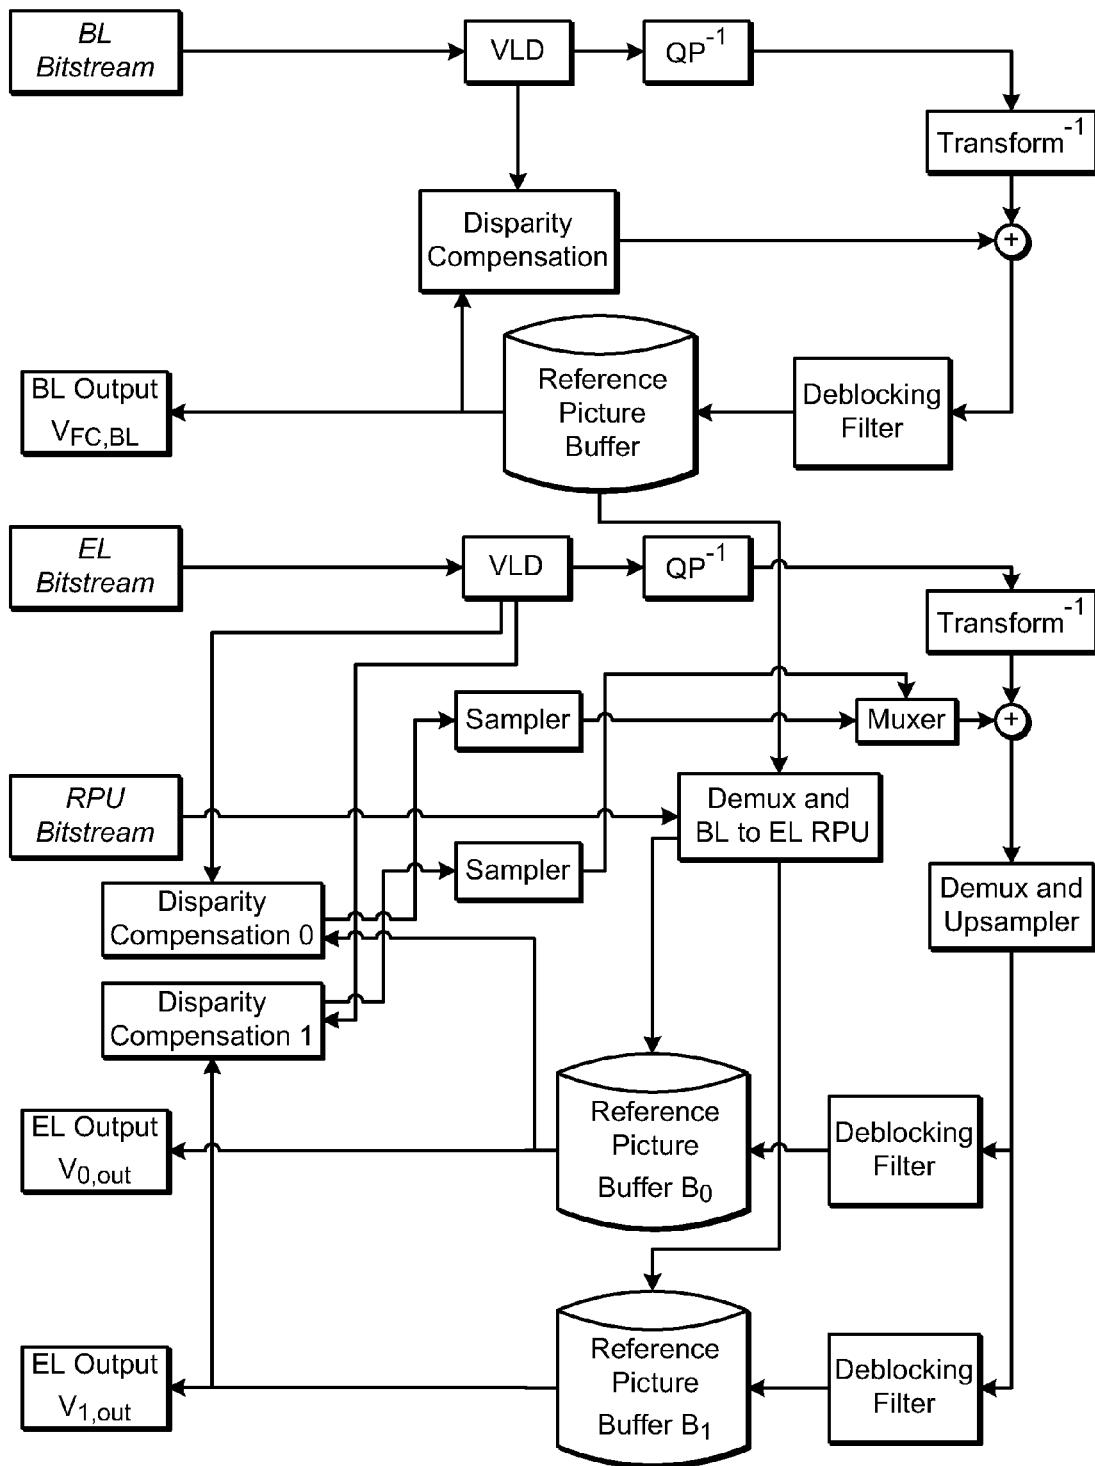 BL
Bitstream
VLD
QP-1
Transform-1
Disparity
Compensation
+
BL Output
VFC,BL
Reference
Picture
Buffer
Deblocking
Filter
EL
Bitstream
VLD
QP-1
Transform-1
Sampler
Muxer
+
RPU
Bitstream
Demux and
BL to EL RPU
Sampler
Disparity
Compensation 0
Demux and
Upsampler
Disparity
Compensation 1
EL Output
V0,out
Reference
Picture
Buffer B0
Deblocking
Filter
EL Output
V1,out
Reference
Picture
Buffer B1
Deblocking
Filter